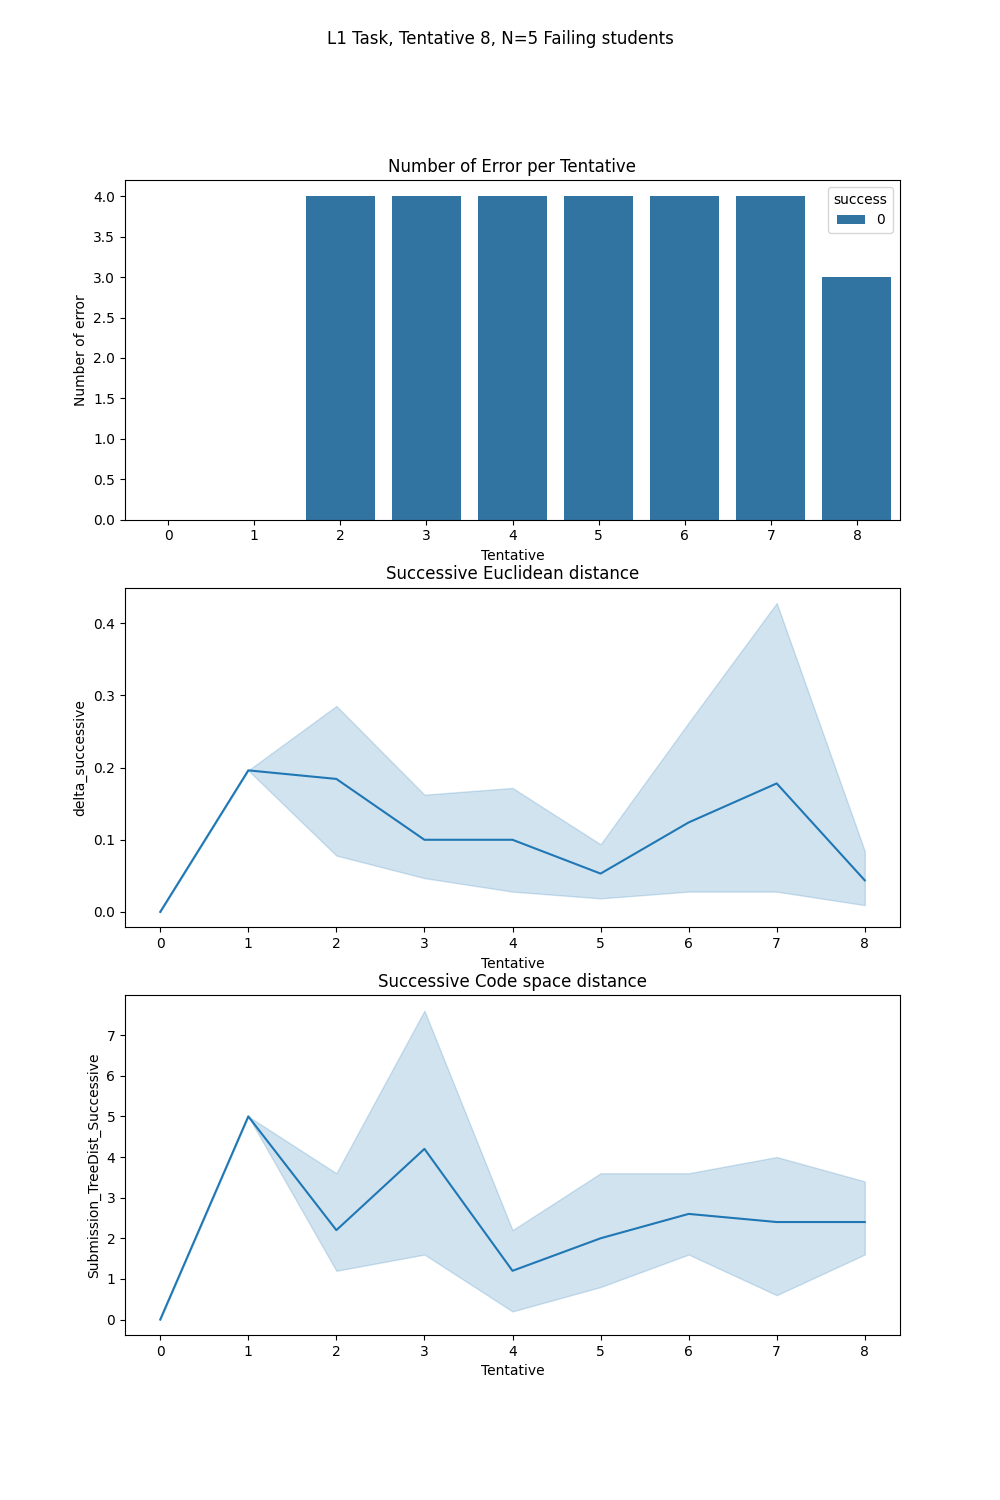 L1 Task, Tentative 8, N=5 Failing students
Number of Error per Tentative
Number of error
4.0
3.5
3.0
2.5
2.0
1.5
1.0
0.5
0.0
success
0
0 1 2 3 4 5 6 7 8
Tentative
Successive Euclidean distance
delta_successive
0.4
0.3
0.2
0.1
0.0
0 1 2 3 4 5 6 7 8
Tentative
Successive Code space distance
Submission_TreeDist_Successive
7
6
5
4
3
2
1
0
0 1 2 3 4 5 6 7 8
Tentative